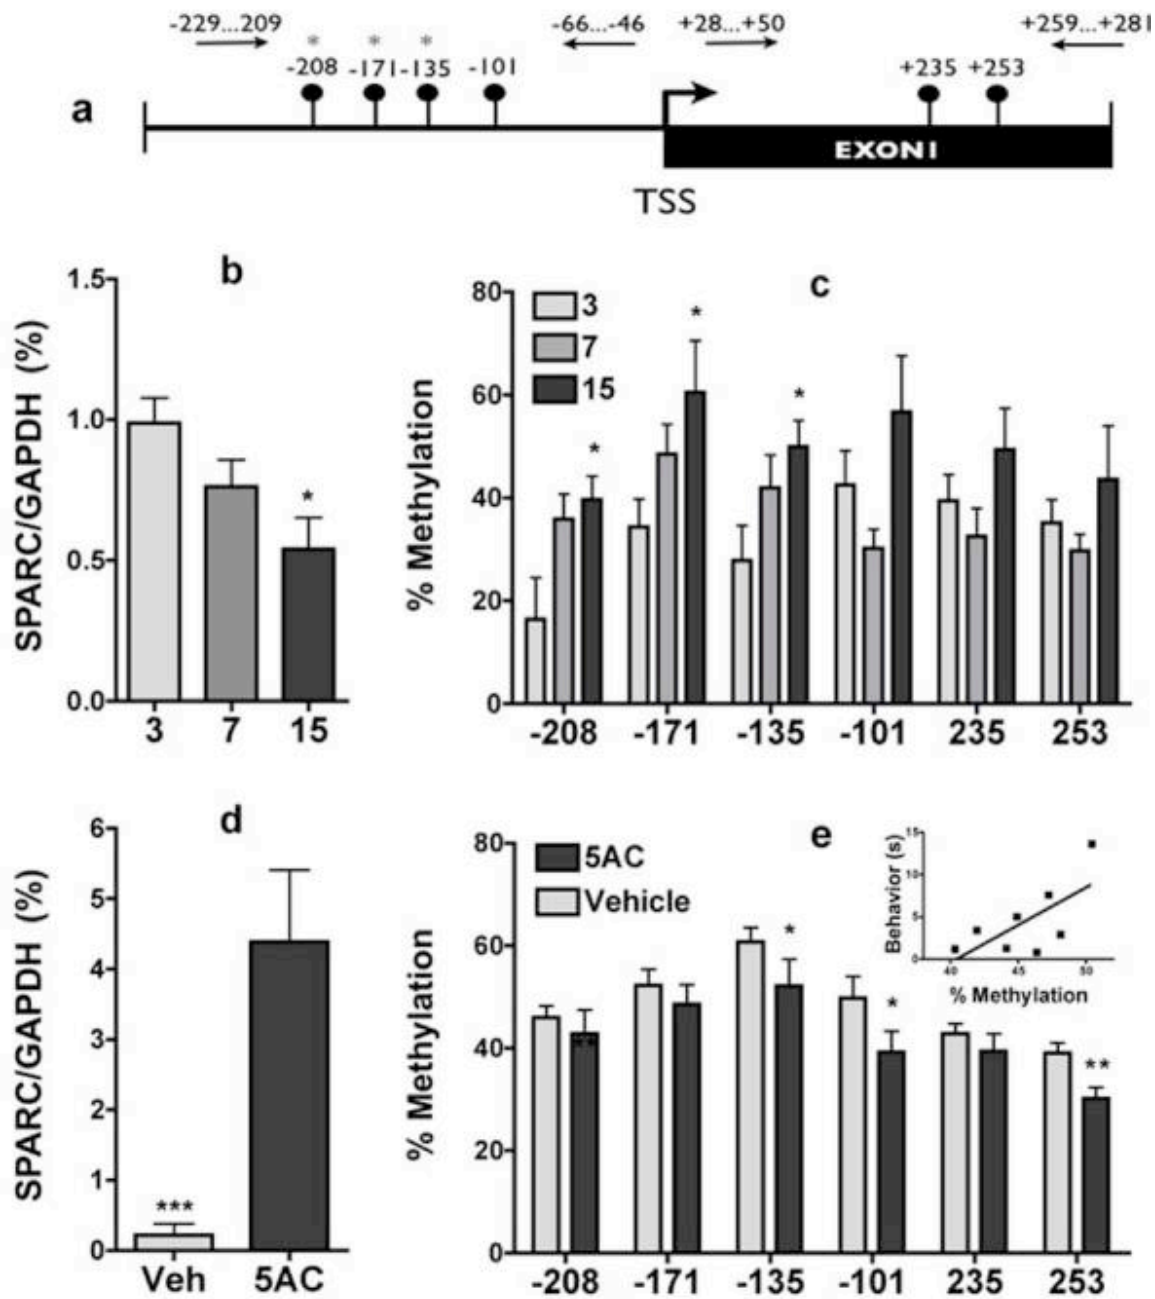 -229...209
-66...-46
+28...+50
+259...+281
* * *
-208 -171 -135 -101
+235 +253
a
EXON1
TSS
b
SPARC/GAPDH (%)
1.5
1.0
0.5
0.0
*
3 7 15
c
% Methylation
80
60
40
20
0
3
7
15
* * *
-208 -171 -135 -101 235 253
d
SPARC/GAPDH (%)
6
5
4
3
2
1
0
***
Veh 5AC
e
% Methylation
80
60
40
20
0
5AC
Vehicle
** * * **
-208 -171 -135 -101 235 253
Behavior (s)
15
10
5
0
40 45 50
% Methylation